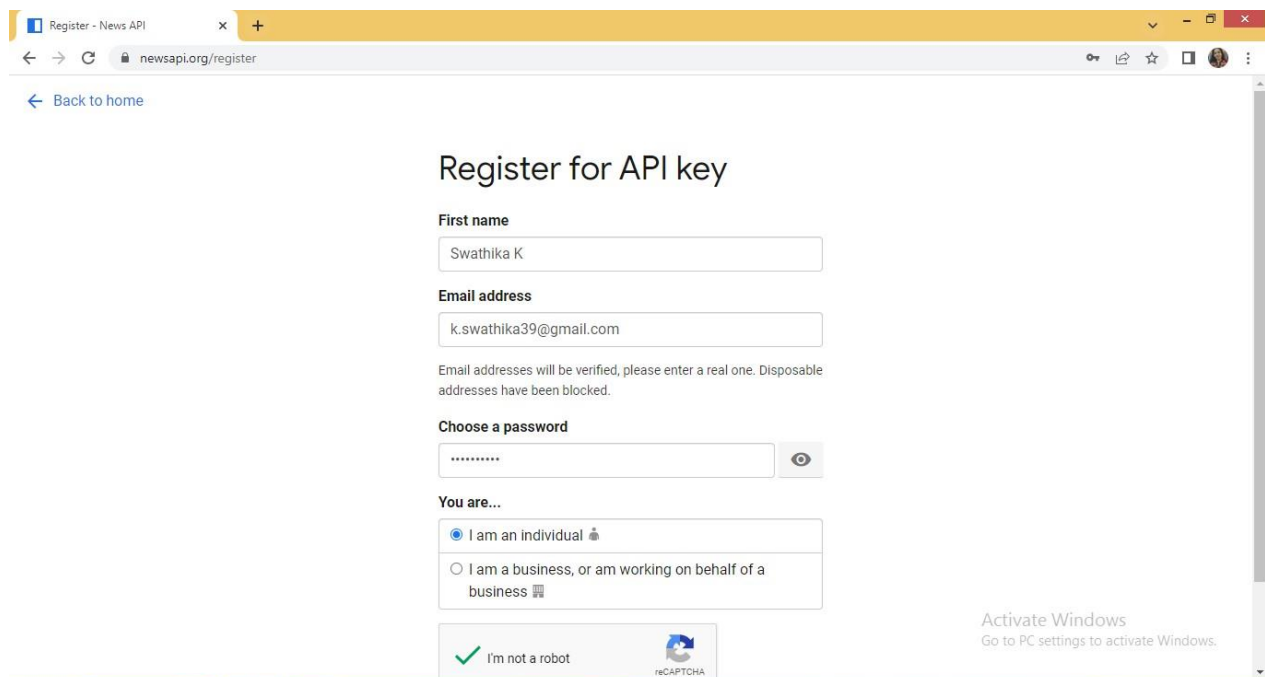 Register - News API
newsapi.org/register
Back to home
Register for API key
First name
Swathika K
Email address
k.swathika39@gmail.com
Email addresses will be verified, please enter a real one. Disposable
addresses have been blocked.
Choose a password
••••••••••
You are...
I am an individual
I am a business, or am working on behalf of a
business
Activate Windows
Go to PC settings to activate Windows.
I'm not a robot
reCAPTCHA